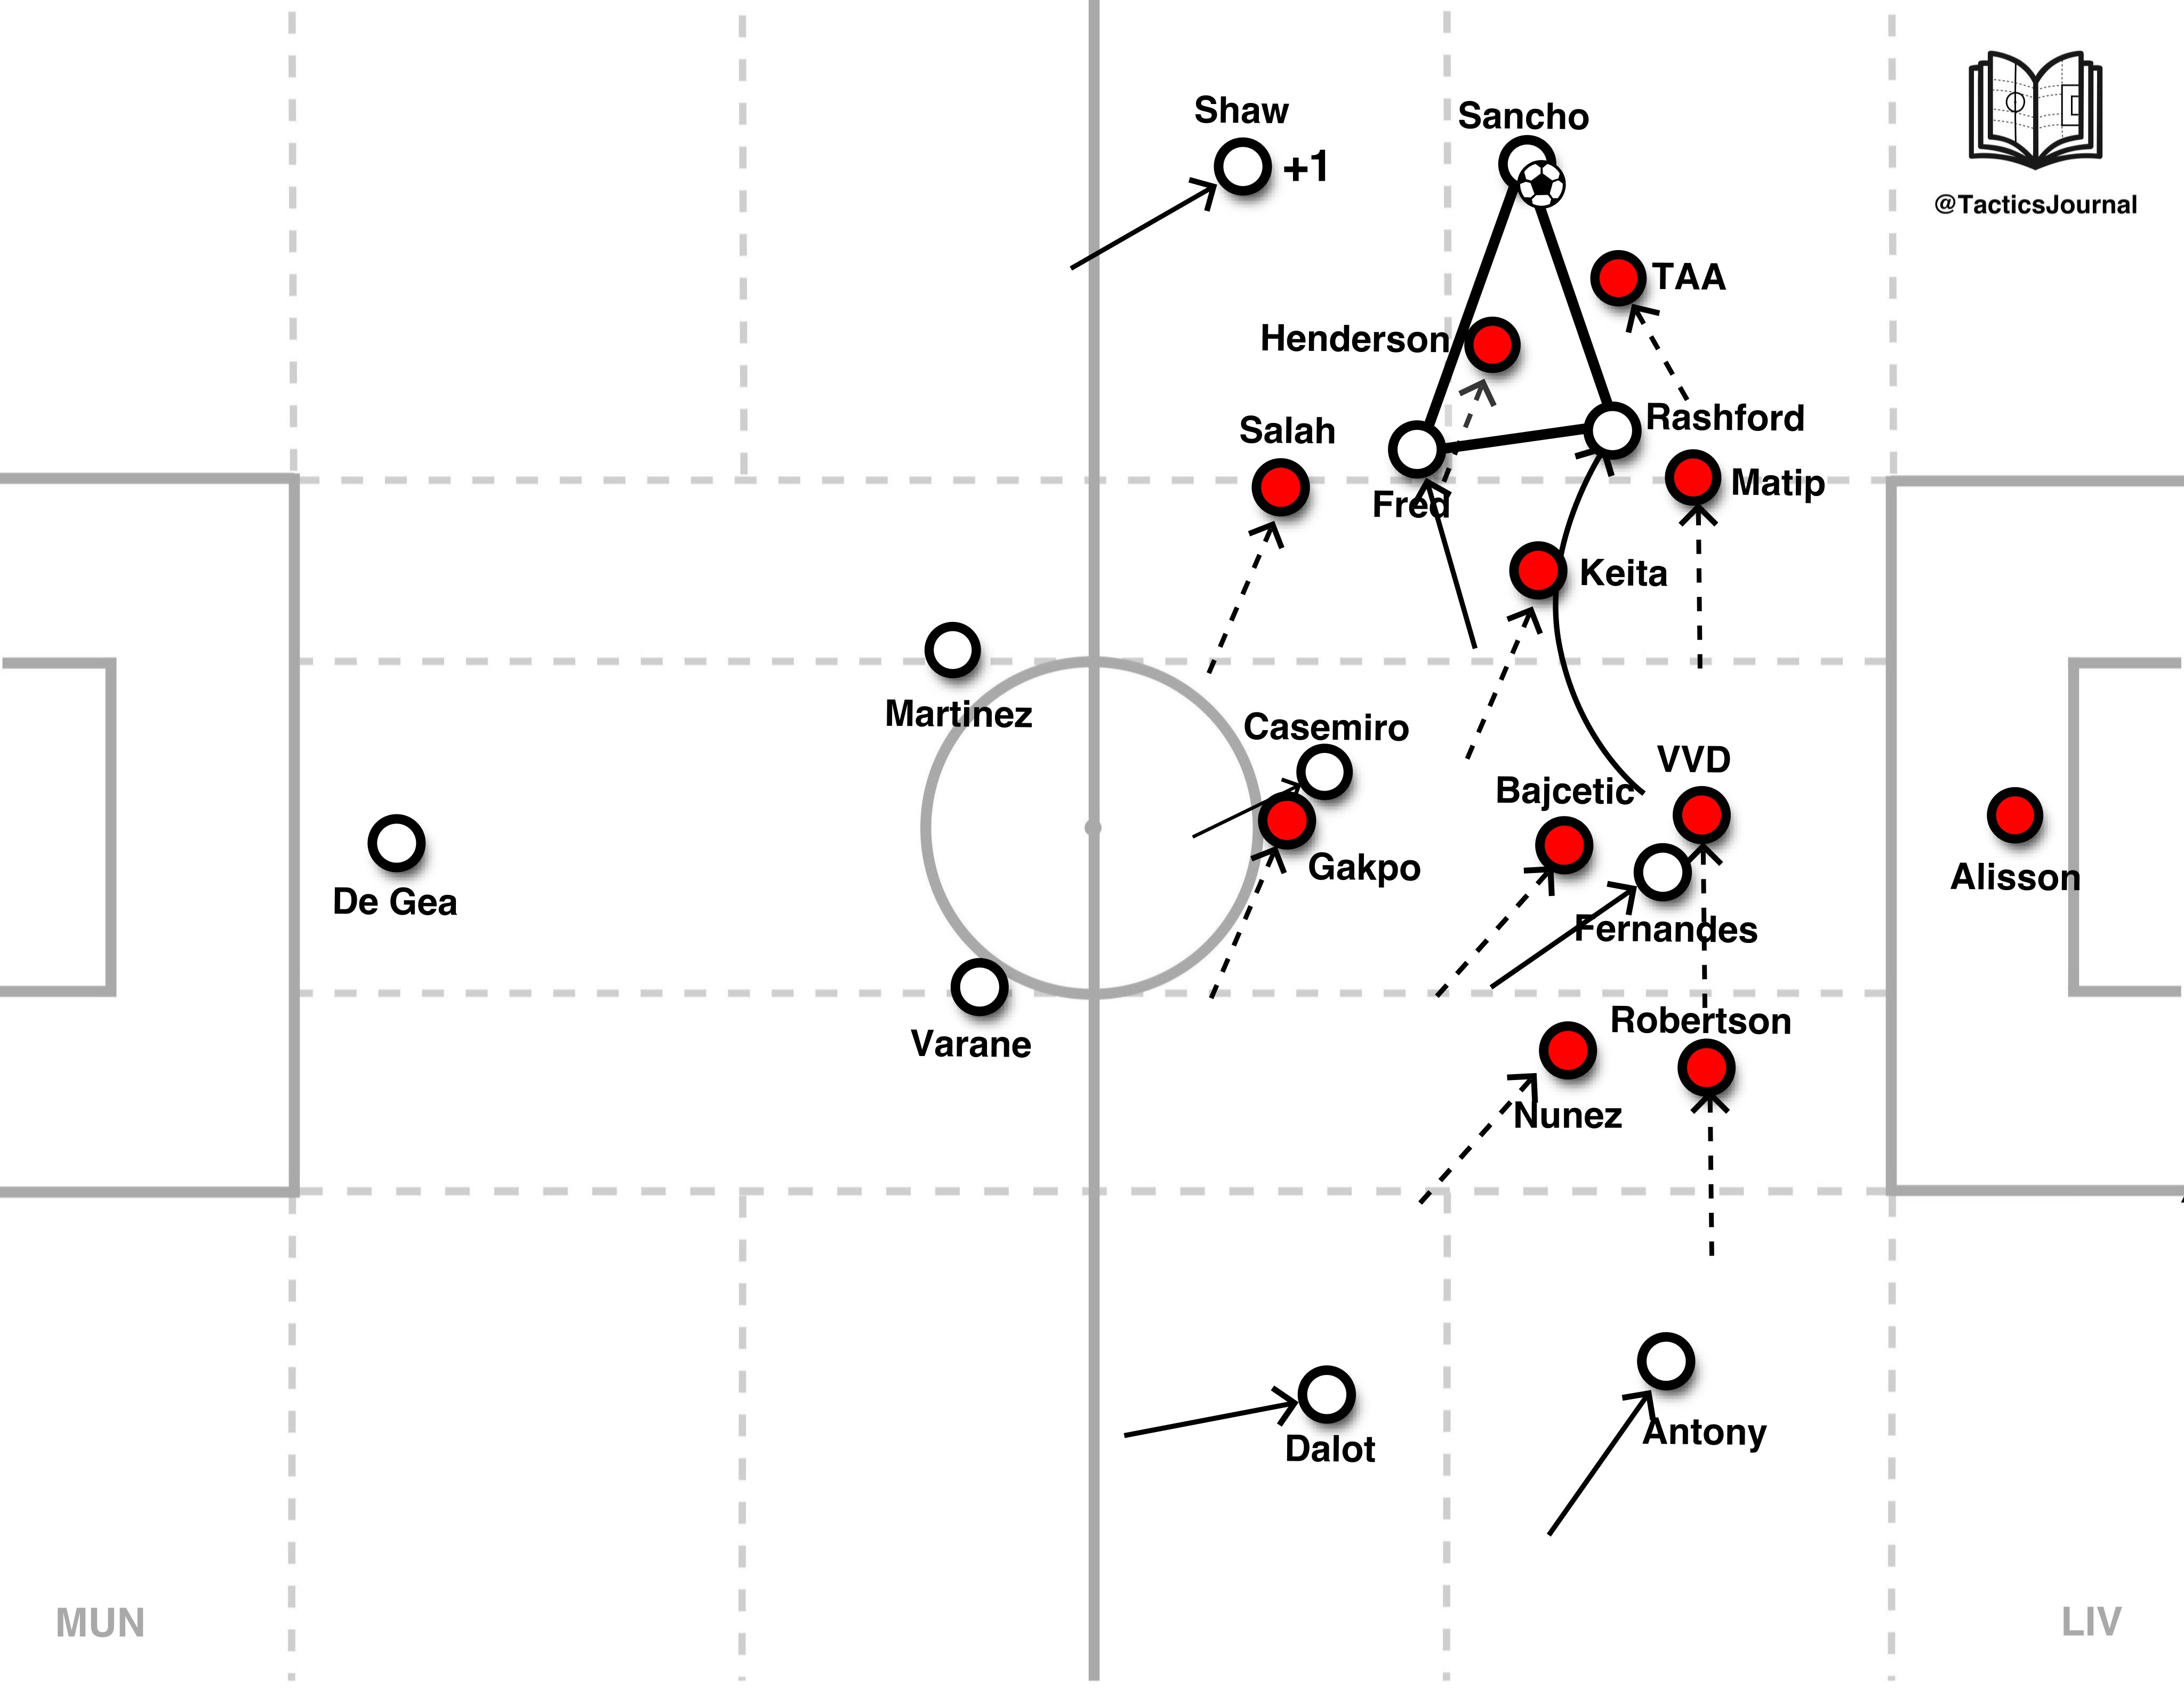 Shaw
+1
Sancho
@TacticsJournal
TAA
Henderson
Salah
Rashford
Fred
Matip
Keita
Martinez
Casemiro
VVD
Bajcetic
Gakpo
Alisson
De Gea
Fernandes
Varane
Robertson
Nunez
Antony
Dalot
MUN
LIV